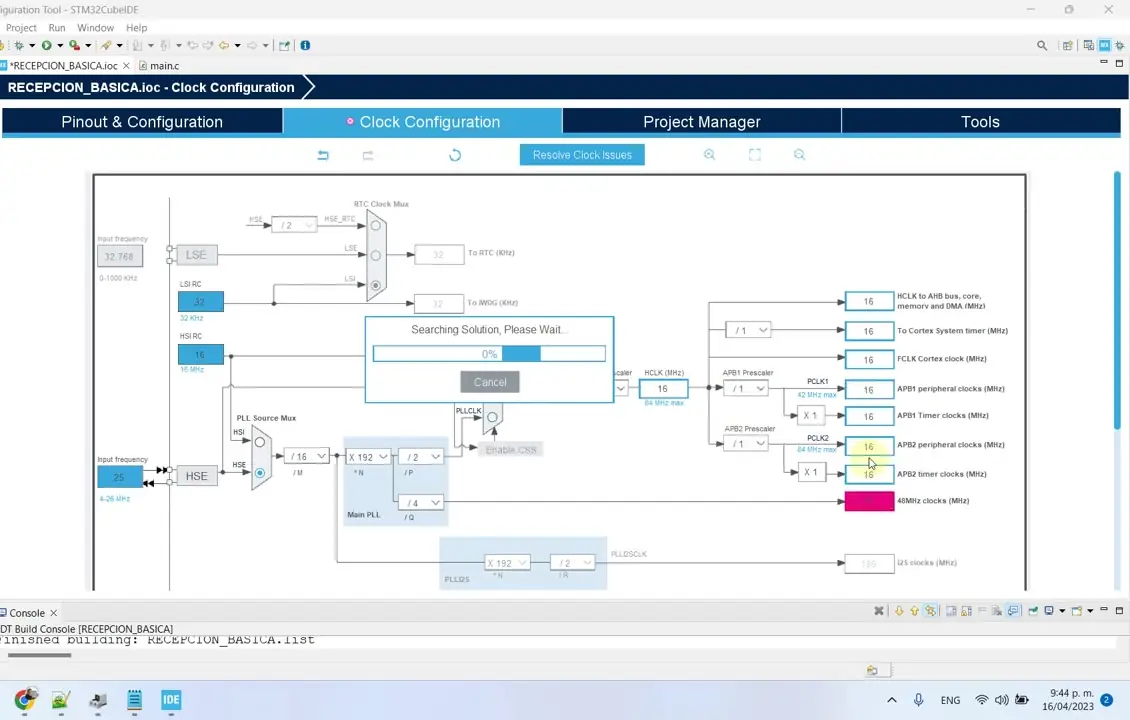 iguration Tool - STM32CubeIDE
Project Run Window Help
*RECEPCION_BASICA.ioc
main.c
RECEPCION_BASICA.ioc - Clock Configuration
Pinout & Configuration
Clock Configuration
Project Manager
Tools
Resolve Clock Issues
RTC Clock Mux
HSE
/ 2
HSE_RTC
Input frequency
32.768
0-1000 KHz
LSE
LSE
32
To RTC (KHz)
LSI RC
32
32 KHz
LSI
32
To IWDG (KHz)
HSI RC
16
16 MHz
Searching Solution, Please Wait...
0%
Cancel
16
HCLK to AHB bus, core,
memory and DMA (MHz)
/ 1
16
To Cortex System timer (MHz)
16
FCLK Cortex clock (MHz)
caler
HCLK (MHz)
16
84 MHz max
APB1 Prescaler
/ 1
PCLK1
42 MHz max
16
APB1 peripheral clocks (MHz)
X 1
16
APB1 Timer clocks (MHz)
APB2 Prescaler
/ 1
PCLK2
84 MHz max
16
APB2 peripheral clocks (MHz)
X 1
16
APB2 timer clocks (MHz)
PLL Source Mux
HSI
HSE
Input frequency
25
4-26 MHz
HSE
/ 16
/ M
PLLCLK
Enable CSS
X 192
* N
/ 2
/ P
/ 4
/ Q
Main PLL
48MHz clocks (MHz)
X 192
* N
/ 2
/ R
PLLI2S
PLLI2SCLK
I2S clocks (MHz)
Console
DT Build Console [RECEPCION_BASICA]
Finished building: RECEPCION_BASICA.list
IDE
ENG
9:44 p. m.
16/04/2023
2